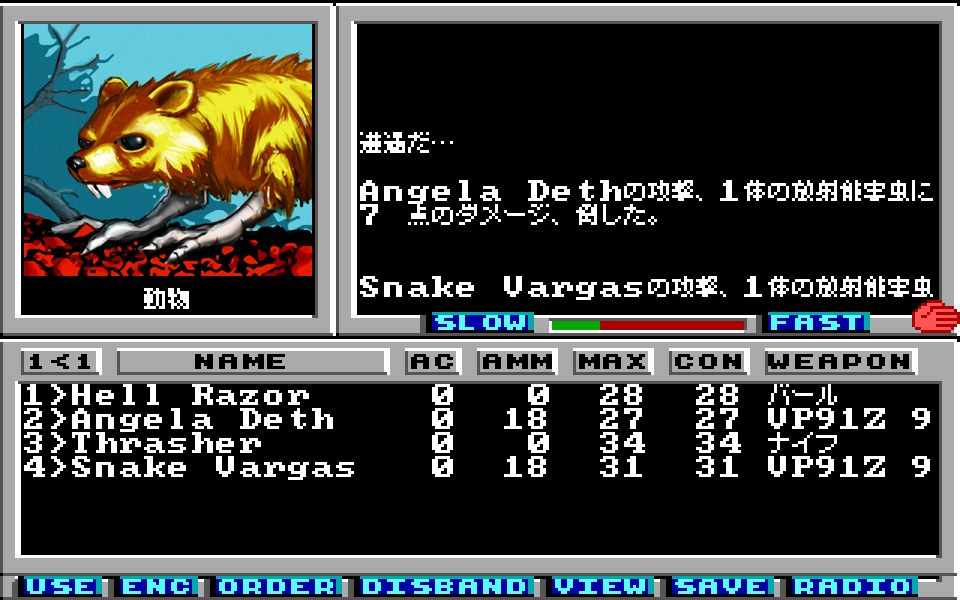 遭遇だ…
Angela Dethの攻撃、1体の放射能害虫に
7 点のダメージ、倒した。
Snake Vargasの攻撃、1体の放射能害虫
動物
SLOW FAST
1<1 NAME AC AMM MAX CON WEAPON
1>Hell Razor 0 0 28 28 バール
2>Angela Deth 0 18 27 27 VP91Z 9
3>Thrasher 0 0 34 34 ナイフ
4>Snake Vargas 0 18 31 31 VP91Z 9
USE ENC ORDER DISBAND VIEW SAVE RADIO